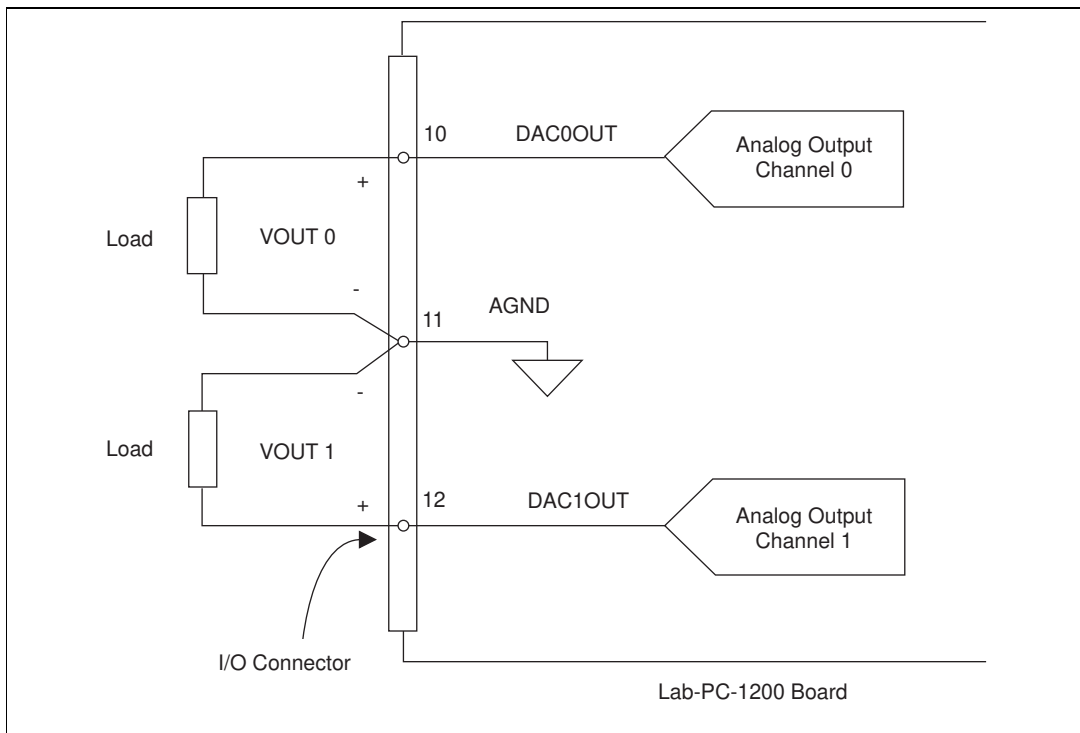 10
DAC0OUT
Analog Output
Channel 0
+
Load
VOUT 0
-
11
AGND
-
Load
VOUT 1
+
12
DAC1OUT
Analog Output
Channel 1
I/O Connector
Lab-PC-1200 Board